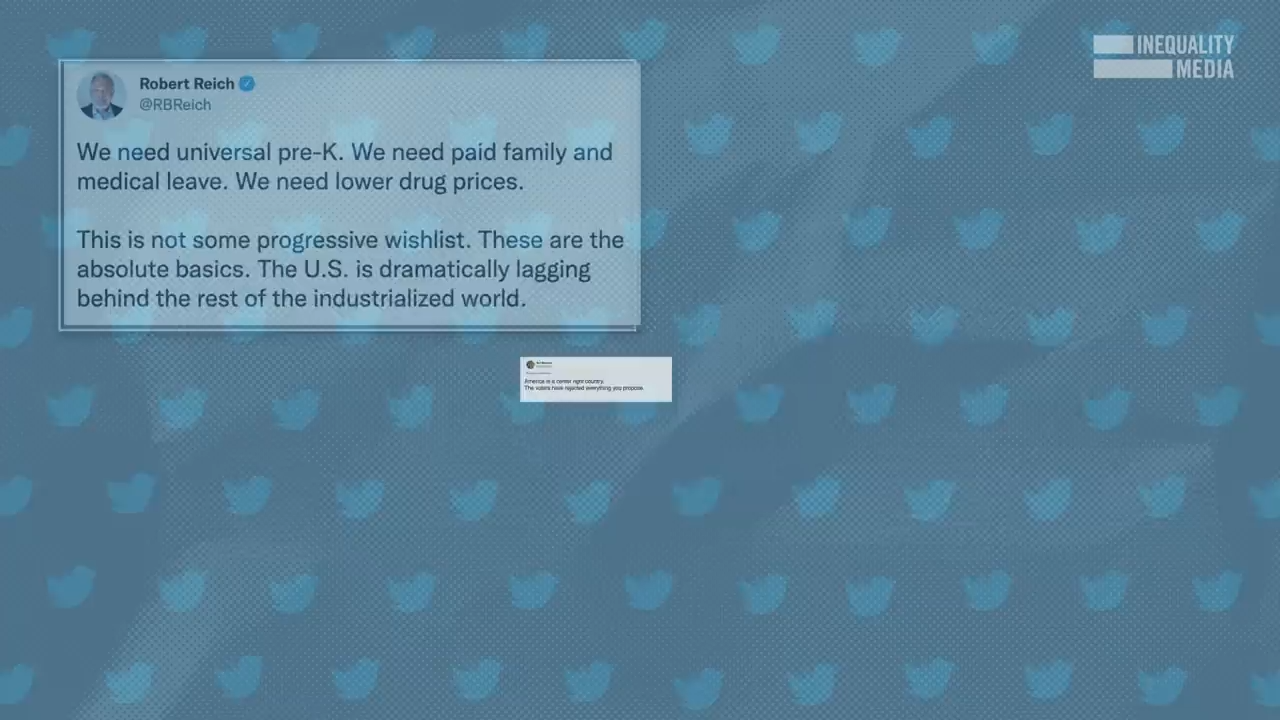 INEQUALITY
MEDIA
Robert Reich
@RBReich
We need universal pre-K. We need paid family and
medical leave. We need lower drug prices.
This is not some progressive wishlist. These are the
absolute basics. The U.S. is dramatically lagging
behind the rest of the industrialized world.
America is a center right country.
The voters have rejected everything you propose.